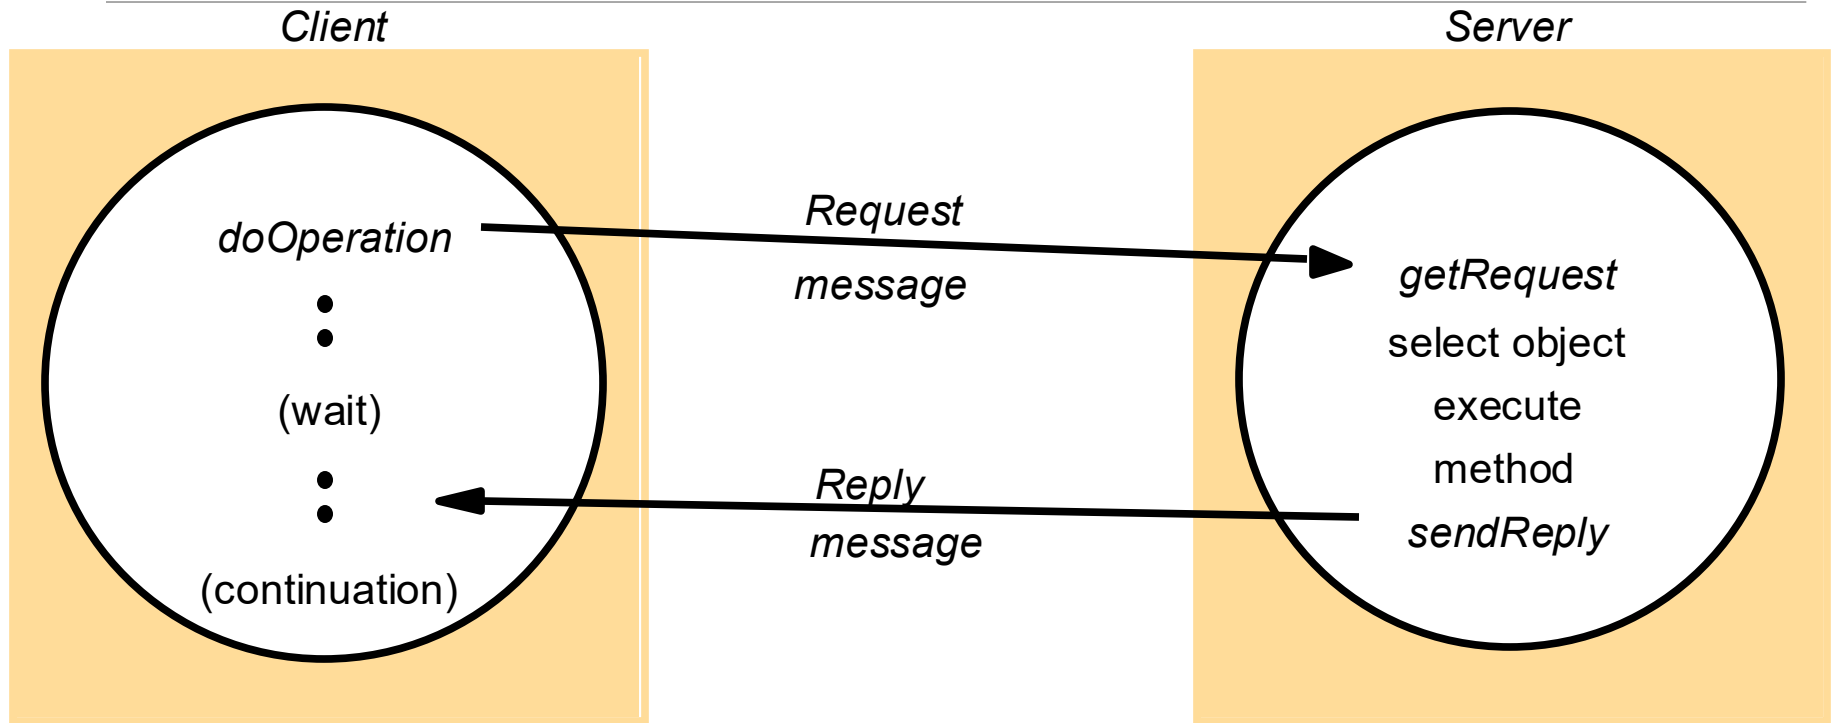 Client
Server
doOperation
(wait)
(continuation)
Request
message
Reply
message
getRequest
select object
execute
method
sendReply